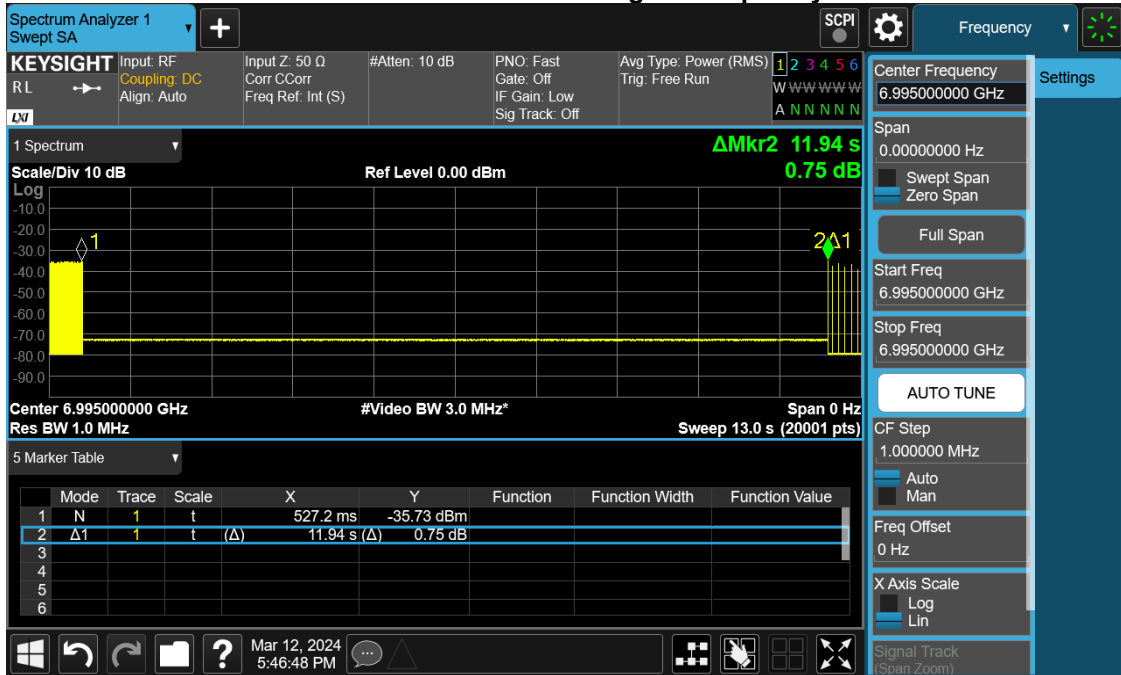 Spectrum Analyzer 1
Swept SA
+
SCPI
Frequency
KEYSIGHT
RL
LXI
Input: RF
Coupling: DC
Align: Auto
Input Z: 50 Ω
Corr CCorr
Freq Ref: Int (S)
#Atten: 10 dB
PNO: Fast
Gate: Off
IF Gain: Low
Sig Track: Off
Avg Type: Power (RMS)
Trig: Free Run
1 2 3 4 5 6
W W W W W W
A N N N N N
1 Spectrum
ΔMkr2 11.94 s
0.75 dB
Scale/Div 10 dB
Ref Level 0.00 dBm
Log
-10.0
-20.0
-30.0
-40.0
-50.0
-60.0
-70.0
-80.0
-90.0
1
2Δ1
Center 6.995000000 GHz
#Video BW 3.0 MHz*
Span 0 Hz
Res BW 1.0 MHz
Sweep 13.0 s (20001 pts)
5 Marker Table
Mode Trace Scale X Y Function Function Width Function Value
1 N 1 t 527.2 ms -35.73 dBm
2 Δ1 1 t (Δ) 11.94 s (Δ) 0.75 dB
3
4
5
6
?
Mar 12, 2024
5:46:48 PM
Center Frequency
6.995000000 GHz
Settings
Span
0.00000000 Hz
Swept Span
Zero Span
Full Span
Start Freq
6.995000000 GHz
Stop Freq
6.995000000 GHz
AUTO TUNE
CF Step
1.000000 MHz
Auto
Man
Freq Offset
0 Hz
X Axis Scale
Log
Lin
Signal Track
(Span Zoom)